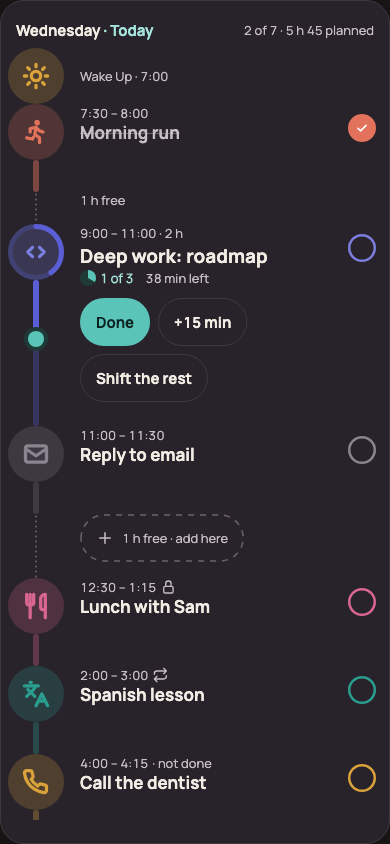 Wednesday · Today
2 of 7 · 5 h 45 planned
Wake Up · 7:00
7:30 – 8:00
Morning run
1 h free
9:00 – 11:00 · 2 h
Deep work: roadmap
1 of 3 38 min left
Done
+15 min
Shift the rest
11:00 – 11:30
Reply to email
1 h free · add here
12:30 – 1:15
Lunch with Sam
2:00 – 3:00
Spanish lesson
4:00 – 4:15 · not done
Call the dentist